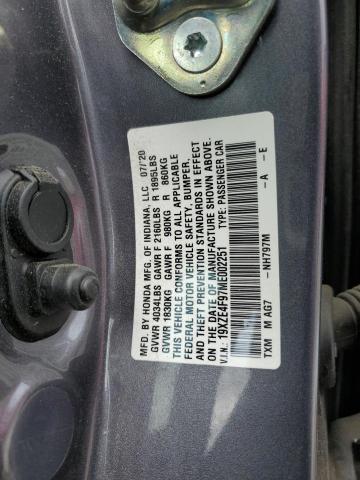 MFD. BY HONDA MFG. OF INDIANA, LLC 07/20
GVWR 4034LBS GAWR F 2160LBS R 1895LBS
GVWR 1830KG GAWR F 980KG R 860KG
THIS VEHICLE CONFORMS TO ALL APPLICABLE
FEDERAL MOTOR VEHICLE SAFETY, BUMPER,
AND THEFT PREVENTION STANDARDS IN EFFECT
ON THE DATE OF MANUFACTURE SHOWN ABOVE.
V.I.N.: 19XZE4F97ME002251 TYPE: PASSENGER CAR
TXM M AG7 -NH797M -A -E